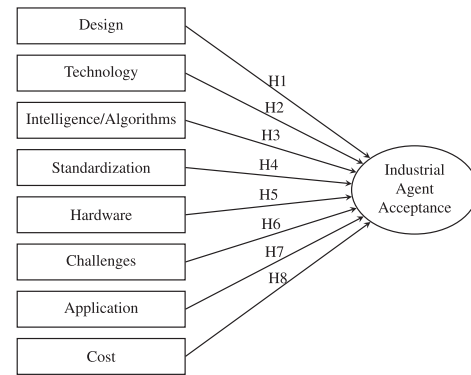 Design
Technology
Intelligence/Algorithms
Standardization
Hardware
Challenges
Application
Cost
H1
H2
H3
H4
H5
H6
H7
H8
Industrial
Agent
Acceptance